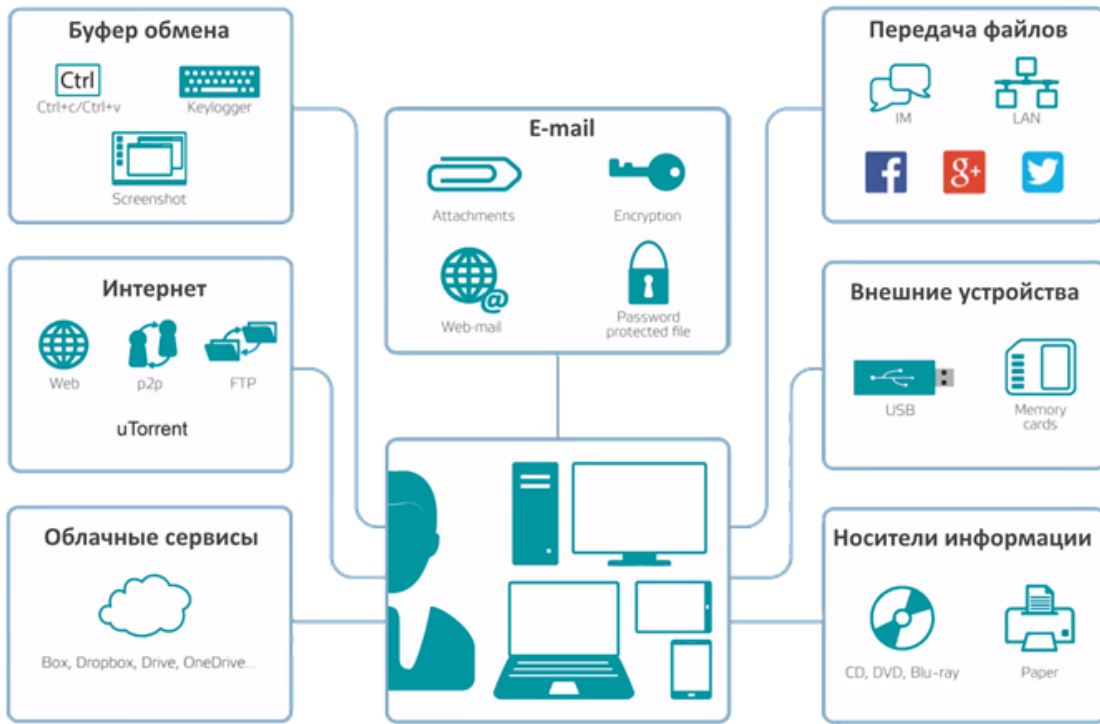 Буфер обмена
Ctrl
Ctrl+c/Ctrl+v
Keylogger
Screenshot
E-mail
Attachments
Encryption
@
Web-mail
Password
protected file
Передача файлов
IM
LAN
f
g+
Интернет
Web
p2p
FTP
uTorrent
Внешние устройства
USB
Memory
cards
Облачные сервисы
Box, Dropbox, Drive, OneDrive...
Носители информации
CD, DVD, Blu-ray
Paper